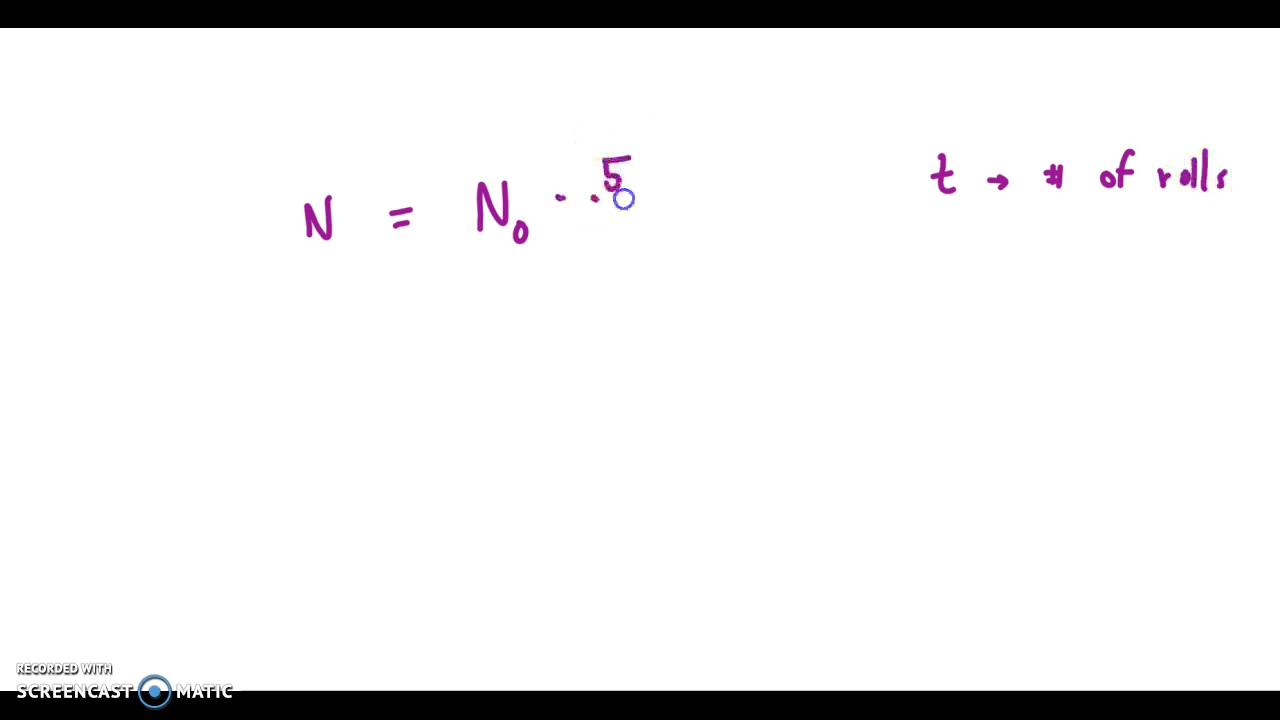 N = N₀ · .5
t → # of rolls
RECORDED WITH
SCREENCAST MATIC